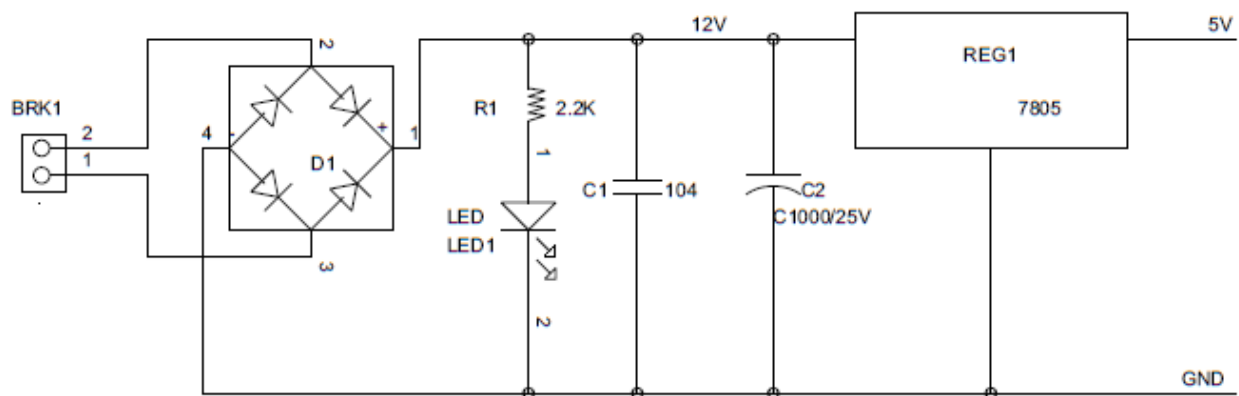 12V
5V
2
REG1
BRK1
R1
2.2K
7805
2
4
-
+
1
1
D1
1
C1
104
C2
LED
C1000/25V
LED1
3
2
GND